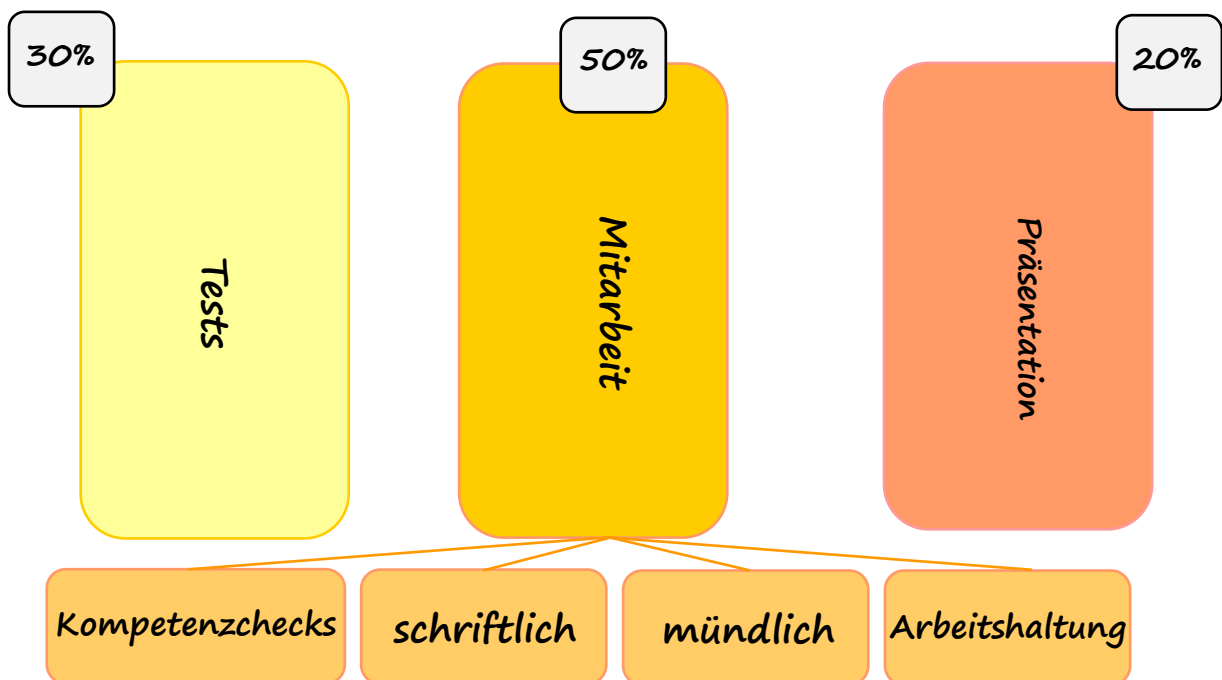 30%
50%
20%
Tests
Mitarbeit
Präsentation
Kompetenzchecks
schriftlich
mündlich
Arbeitshaltung